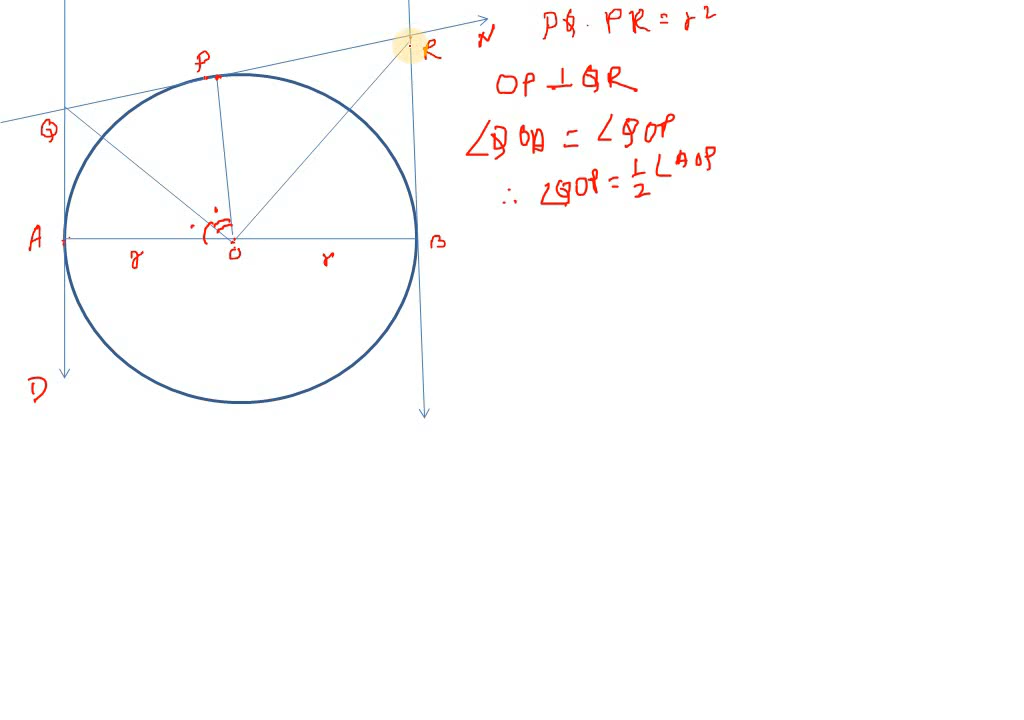 PQ · PR = r²
OP ⊥ QR
∠QOA = ∠QOP
∴ ∠QOP = 1/2 ∠AOP
N
R
P
Q
A
r
O
r
B
D